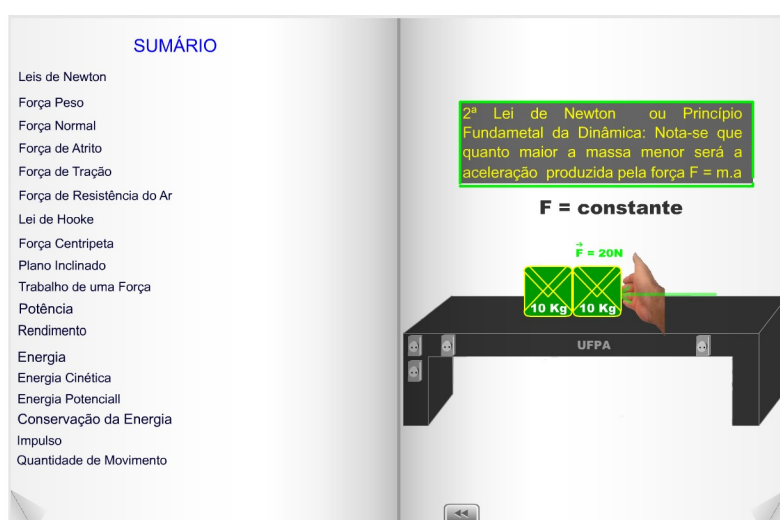 SUMÁRIO
Leis de Newton
Força Peso
Força Normal
Força de Atrito
Força de Tração
Força de Resistência do Ar
Lei de Hooke
Força Centripeta
Plano Inclinado
Trabalho de uma Força
Potência
Rendimento
Energia
Energia Cinética
Energia Potenciall
Conservação da Energia
Impulso
Quantidade de Movimento
2ª Lei de Newton ou Princípio
Fundametal da Dinâmica: Nota-se que
quanto maior a massa menor será a
aceleração produzida pela força F = m.a
F = constante
F = 20N
10 Kg 10 Kg
UFPA